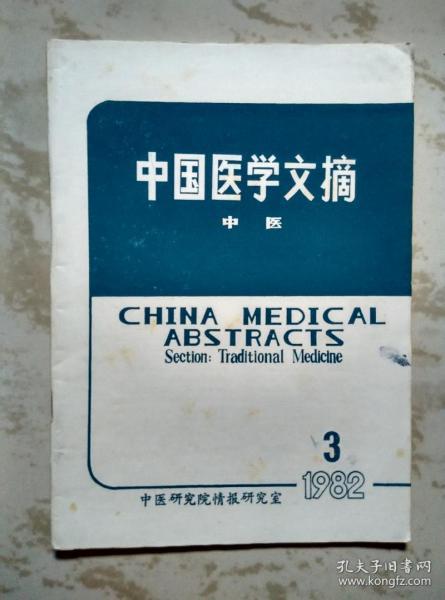 中国医学文摘
中医
CHINA MEDICAL
ABSTRACTS
Section: Traditional Medicine
3
1982
中医研究院情报研究室
孔夫子旧书网
www.kongfz.com